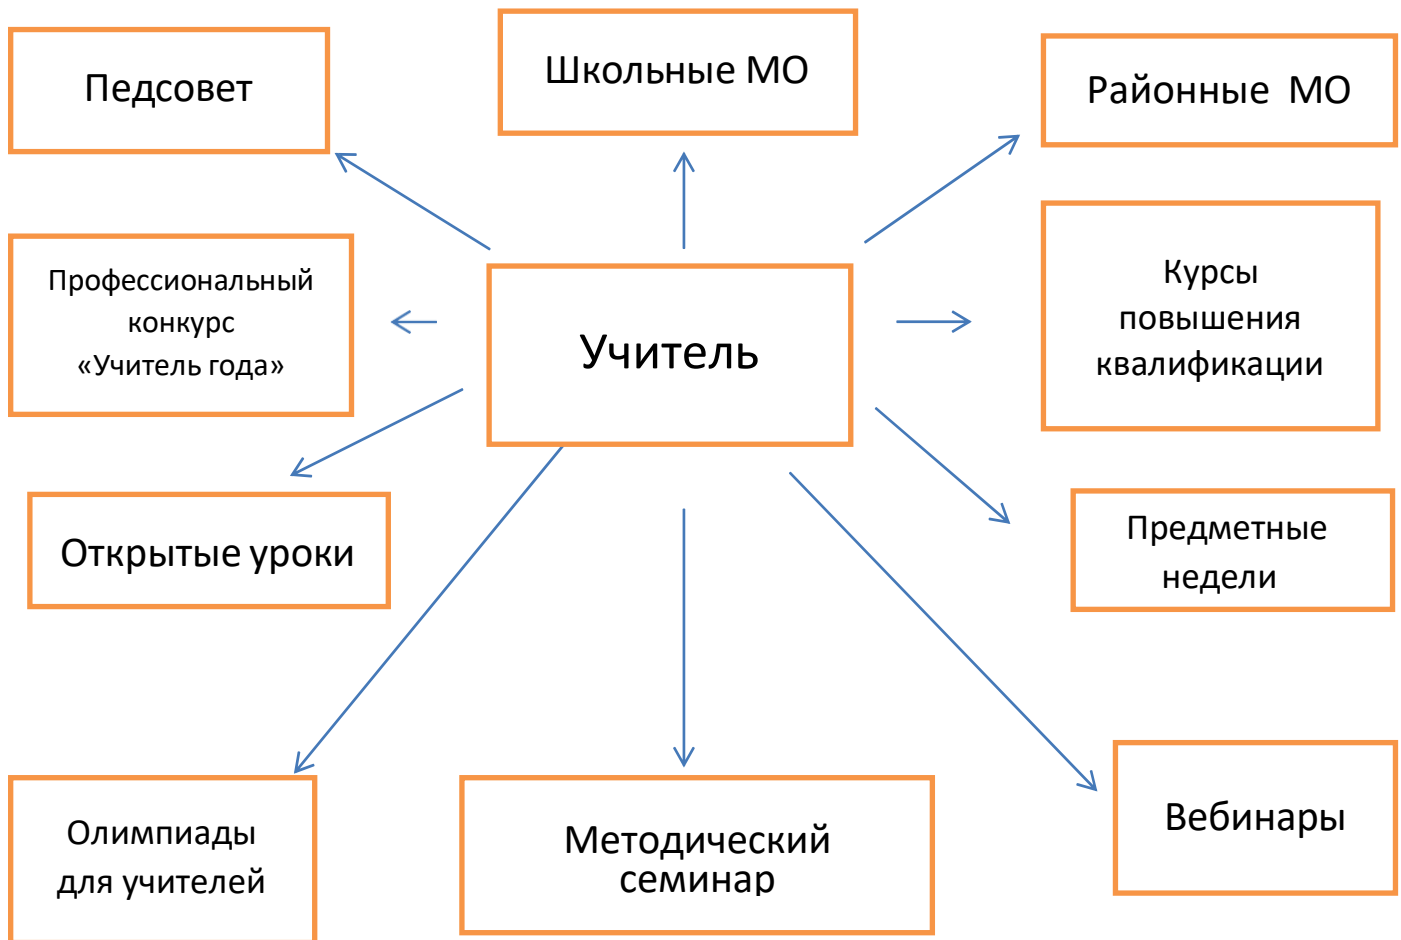 Педсовет
Школьные МО
Районные МО
Профессиональный
конкурс
«Учитель года»
Учитель
Курсы
повышения
квалификации
Открытые уроки
Предметные
недели
Олимпиады
для учителей
Методический
семинар
Вебинары